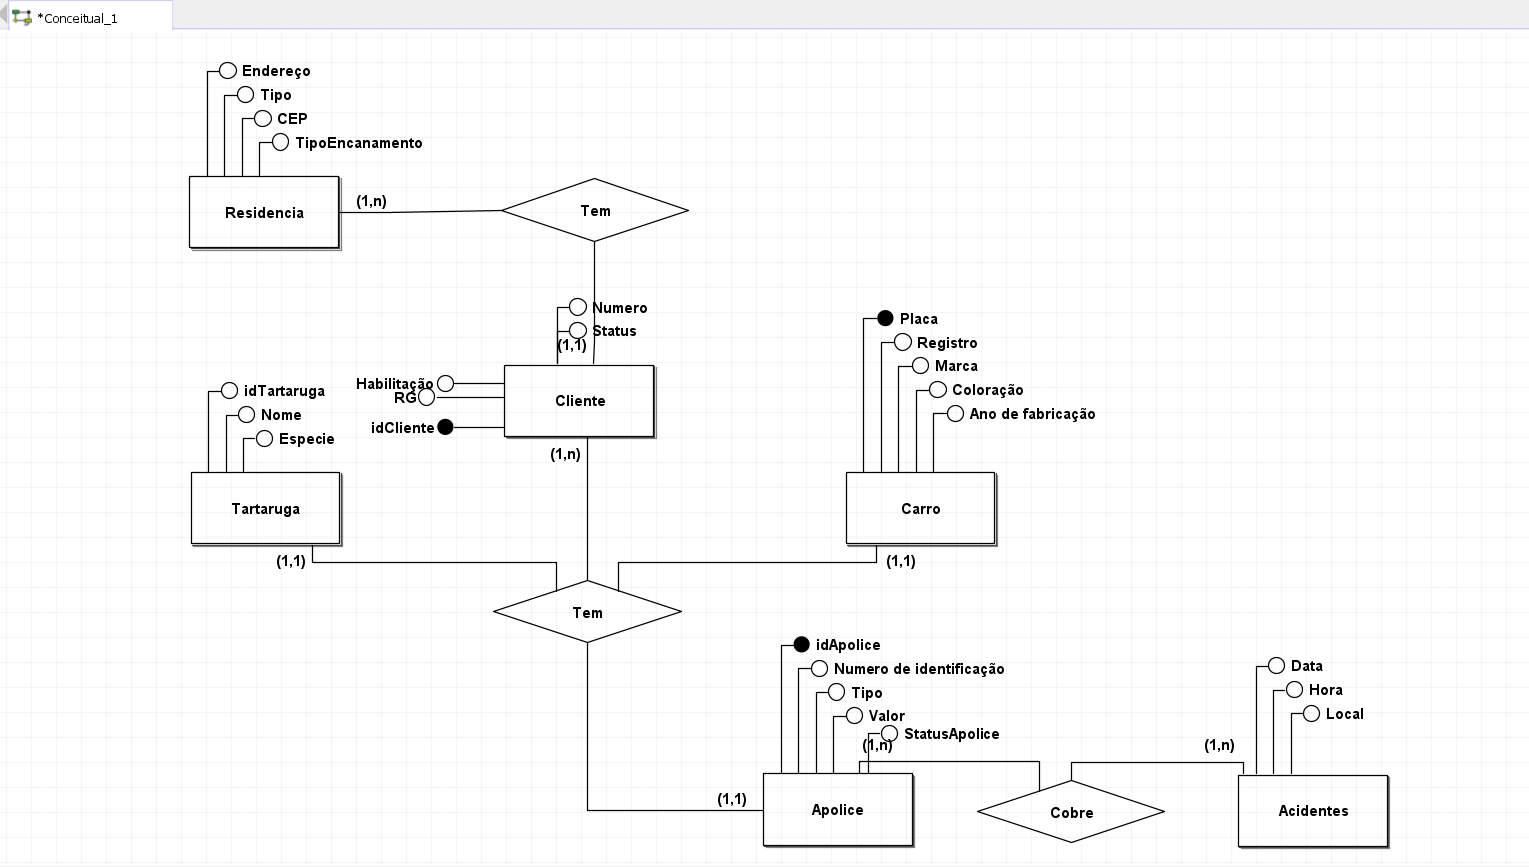 *Conceitual_1
Endereço
Tipo
CEP
TipoEncanamento
Residencia
(1,n)
Tem
Numero
Status
(1,1)
Habilitação
RG
idCliente
Cliente
(1,n)
Placa
Registro
Marca
Coloração
Ano de fabricação
Carro
(1,1)
idTartaruga
Nome
Especie
Tartaruga
(1,1)
Tem
idApolice
Numero de identificação
Tipo
Valor
StatusApolice
(1,n)
(1,1)
Apolice
Cobre
Data
Hora
Local
(1,n)
Acidentes